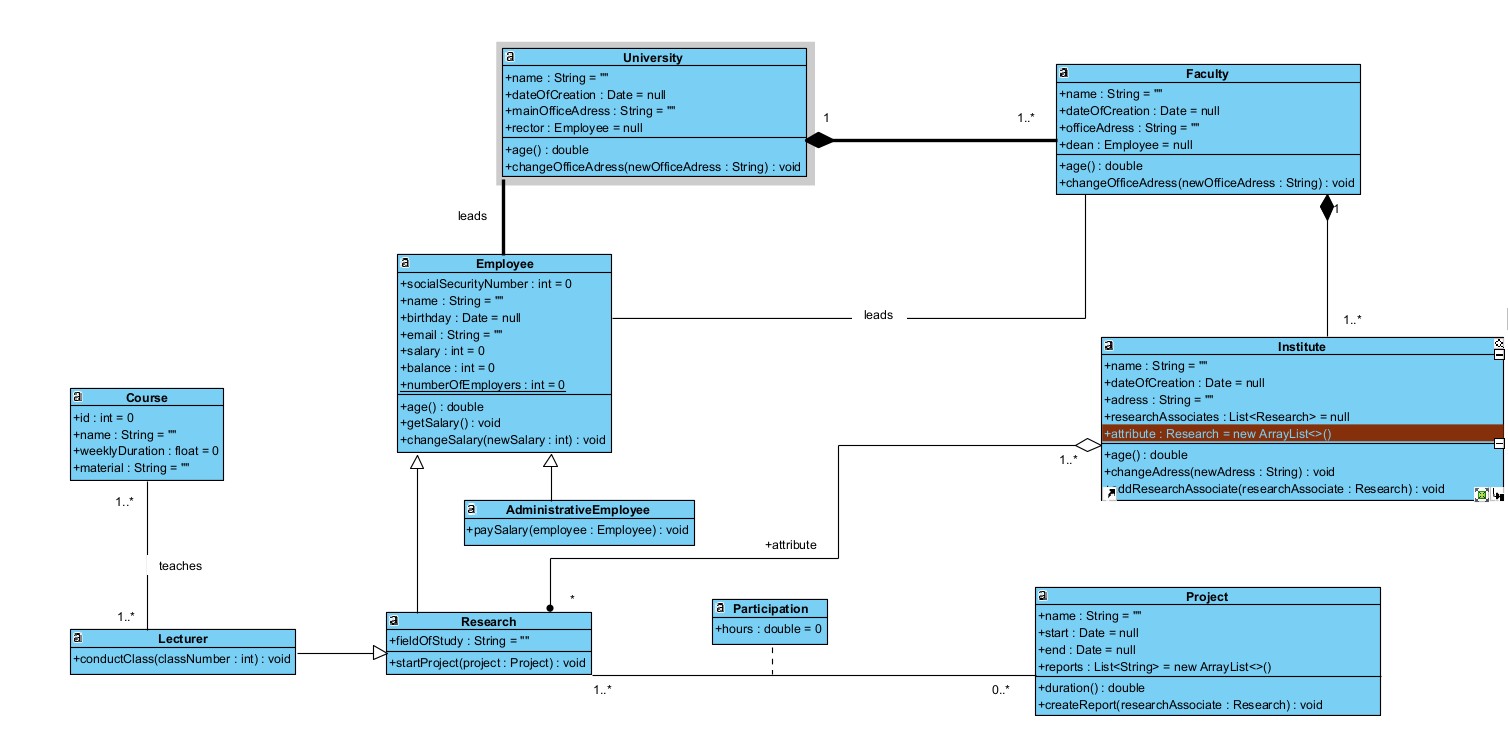 University
+name : String = ""
+dateOfCreation : Date = null
+mainOfficeAdress : String = ""
+rector : Employee = null
+age() : double
+changeOfficeAdress(newOfficeAdress : String) : void
1
1..*
Faculty
+name : String = ""
+dateOfCreation : Date = null
+officeAdress : String = ""
+dean : Employee = null
+age() : double
+changeOfficeAdress(newOfficeAdress : String) : void
1
leads
Employee
+socialSecurityNumber : int = 0
+name : String = ""
+birthday : Date = null
+email : String = ""
+salary : int = 0
+balance : int = 0
+numberOfEmployers : int = 0
+age() : double
+getSalary() : void
+changeSalary(newSalary : int) : void
leads
1..*
Institute
+name : String = ""
+dateOfCreation : Date = null
+adress : String = ""
+researchAssociates : List<Research> = null
+attribute : Research = new ArrayList<>()
+age() : double
+changeAdress(newAdress : String) : void
ddResearchAssociate(researchAssociate : Research) : void
1..*
Course
+id : int = 0
+name : String = ""
+weeklyDuration : float = 0
+material : String = ""
1..*
teaches
1..*
AdministrativeEmployee
+paySalary(employee : Employee) : void
+attribute
*
Lecturer
+conductClass(classNumber : int) : void
Research
+fieldOfStudy : String = ""
+startProject(project : Project) : void
1..*
Participation
+hours : double = 0
0..*
Project
+name : String = ""
+start : Date = null
+end : Date = null
+reports : List<String> = new ArrayList<>()
+duration() : double
+createReport(researchAssociate : Research) : void